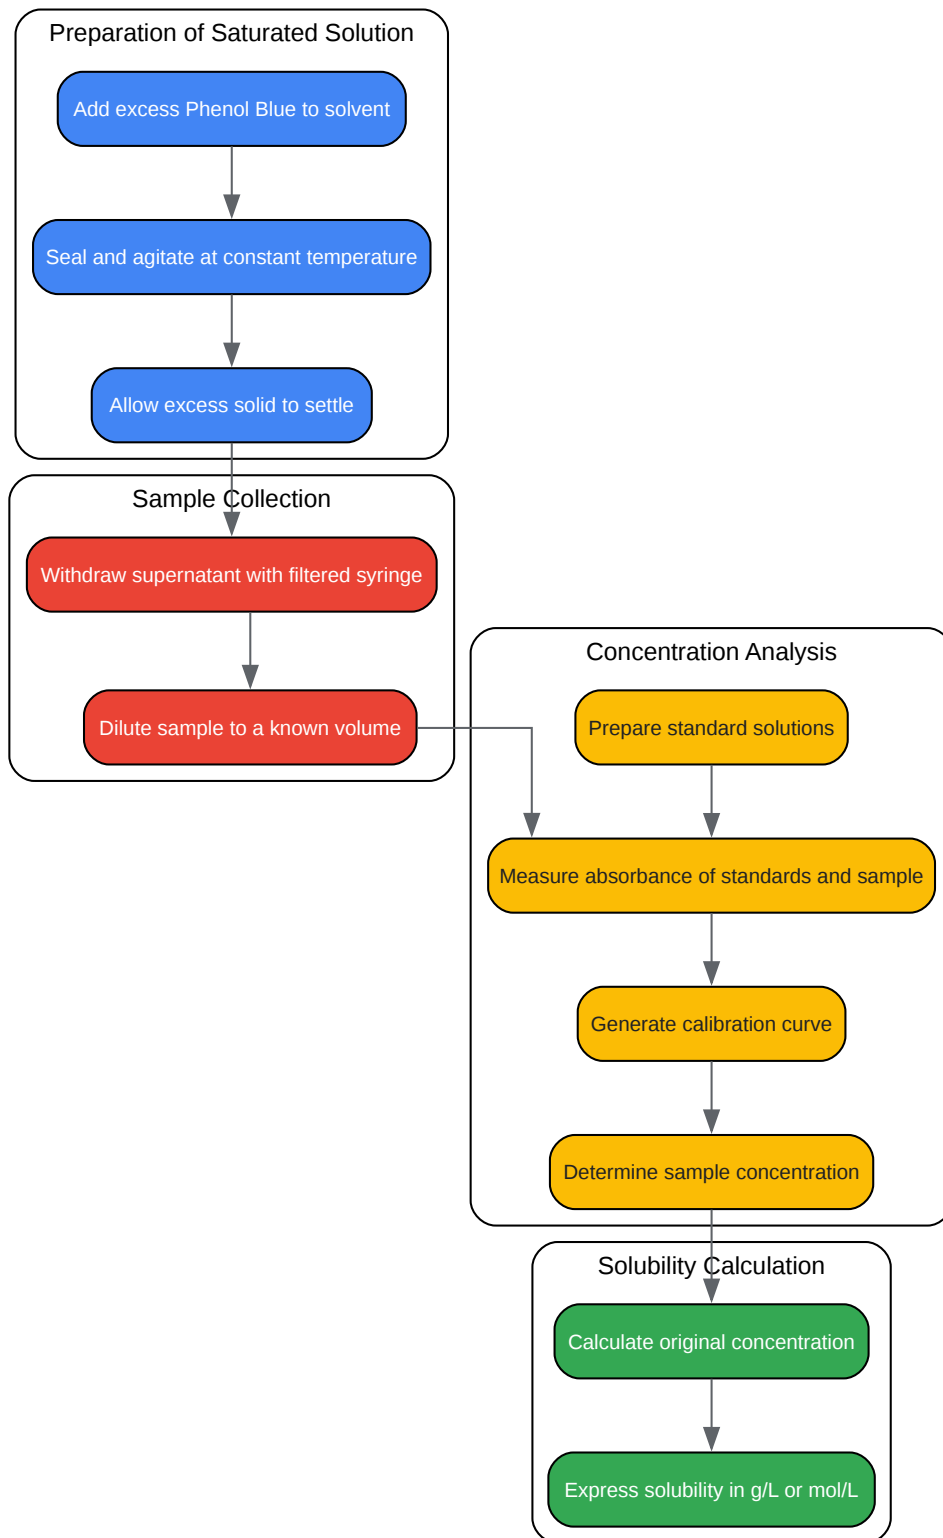 Preparation of Saturated Solution
Add excess Phenol Blue to solvent
Seal and agitate at constant temperature
Allow excess solid to settle
Sample Collection
Withdraw supernatant with filtered syringe
Dilute sample to a known volume
Concentration Analysis
Prepare standard solutions
Measure absorbance of standards and sample
Generate calibration curve
Determine sample concentration
Solubility Calculation
Calculate original concentration
Express solubility in g/L or mol/L